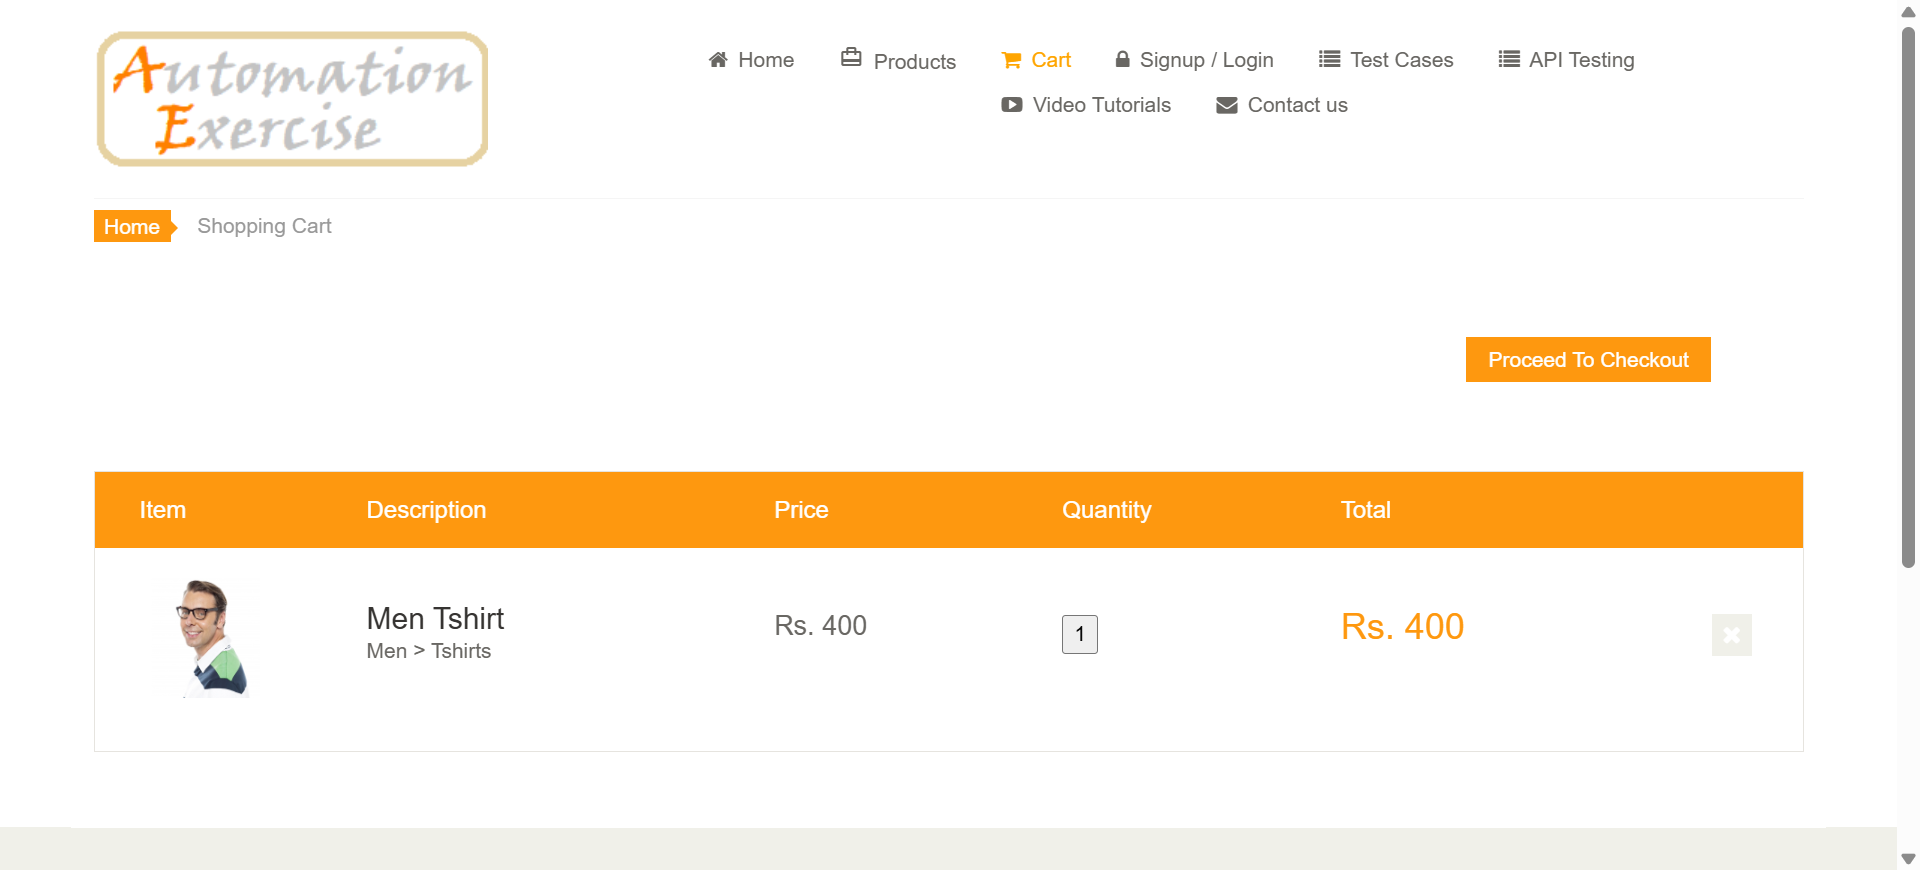 Automation
Exercise
Home
Products
Cart
Signup / Login
Test Cases
API Testing
Video Tutorials
Contact us
Home
Shopping Cart
Proceed To Checkout
Item Description Price Quantity Total
Men Tshirt
Men > Tshirts
Rs. 400
1
Rs. 400